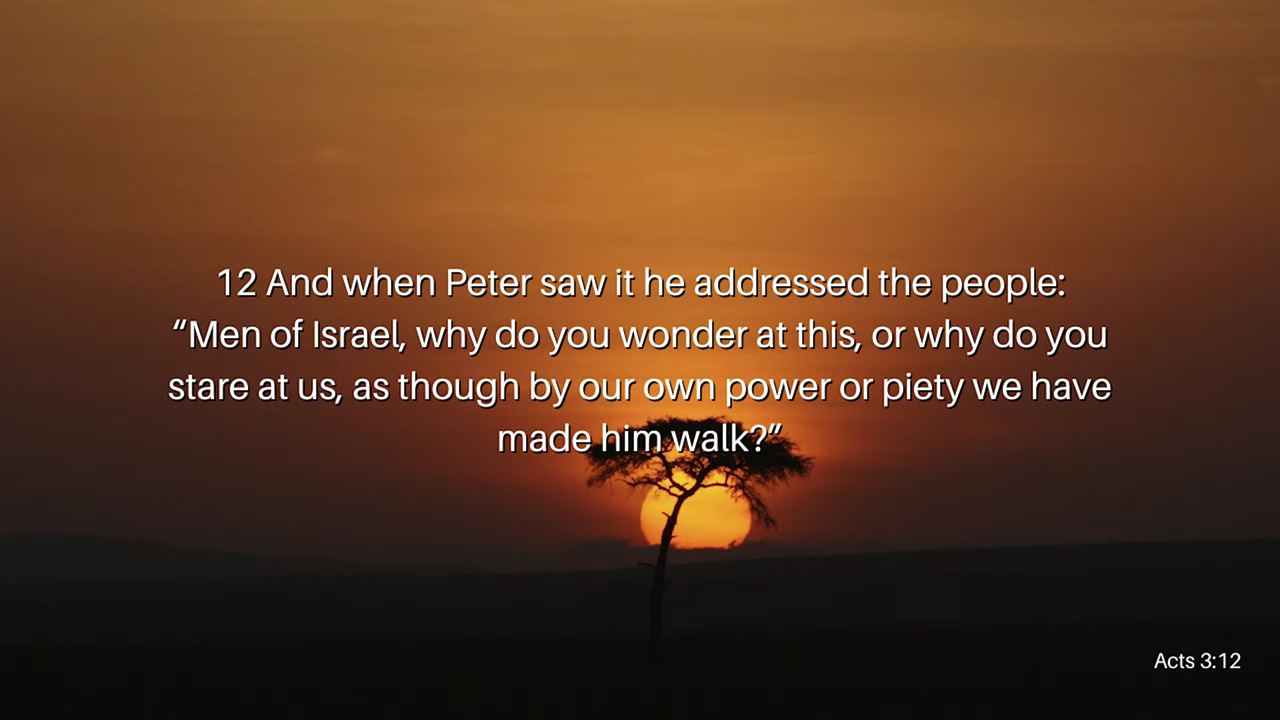 12 And when Peter saw it he addressed the people:
“Men of Israel, why do you wonder at this, or why do you
stare at us, as though by our own power or piety we have
made him walk?”
Acts 3:12